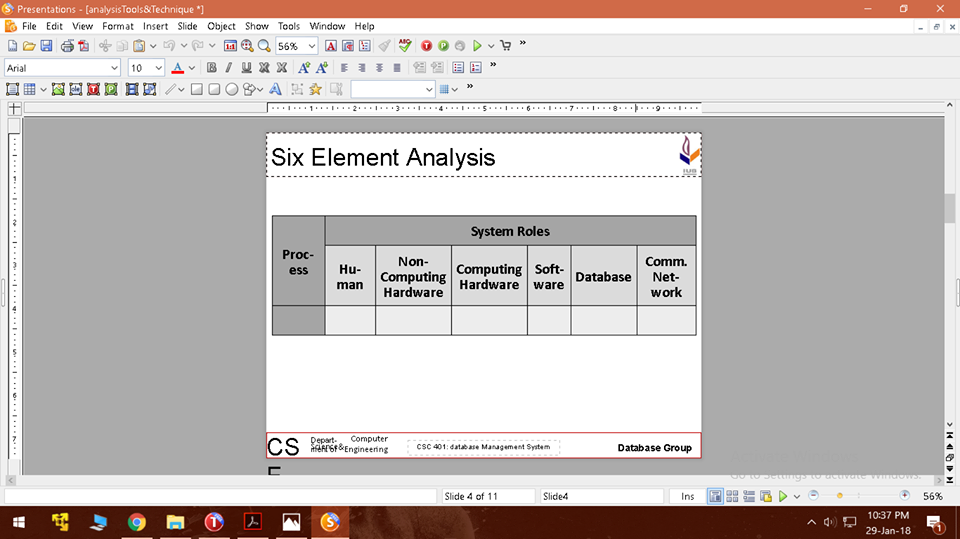 Presentations - [analysisTools&Technique *]
File Edit View Format Insert Slide Object Show Tools Window Help
56%
Arial 10
Six Element Analysis
IUB
Proc-
ess
System Roles
Hu-
man
Non-
Computing
Hardware
Computing
Hardware
Soft-
ware
Database
Comm.
Net-
work
CS
E
Depart- Computer
Science &
ment of Engineering
CSC 401: database Management System
Database Group
Go to Settings to activate Windows.
Slide 4 of 11
Slide4
Ins
56%
10:37 PM
29-Jan-18
1